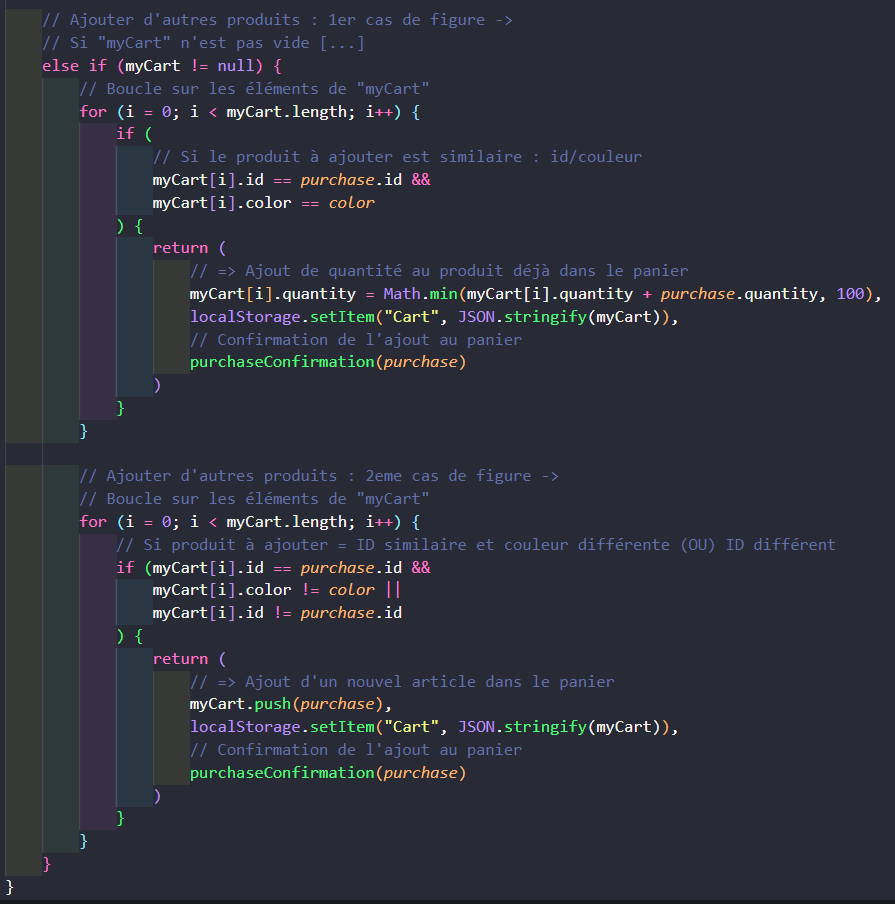 // Ajouter d'autres produits : 1er cas de figure ->
// Si "myCart" n'est pas vide [...]
else if (myCart != null) {
// Boucle sur les éléments de "myCart"
for (i = 0; i < myCart.length; i++) {
if (
// Si le produit à ajouter est similaire : id/couleur
myCart[i].id == purchase.id &&
myCart[i].color == color
) {
return (
// => Ajout de quantité au produit déjà dans le panier
myCart[i].quantity = Math.min(myCart[i].quantity + purchase.quantity, 100),
localStorage.setItem("Cart", JSON.stringify(myCart)),
// Confirmation de l'ajout au panier
purchaseConfirmation(purchase)
)
}
}
// Ajouter d'autres produits : 2eme cas de figure ->
// Boucle sur les éléments de "myCart"
for (i = 0; i < myCart.length; i++) {
// Si produit à ajouter = ID similaire et couleur différente (OU) ID différent
if (myCart[i].id == purchase.id &&
myCart[i].color != color ||
myCart[i].id != purchase.id
) {
return (
// => Ajout d'un nouvel article dans le panier
myCart.push(purchase),
localStorage.setItem("Cart", JSON.stringify(myCart)),
// Confirmation de l'ajout au panier
purchaseConfirmation(purchase)
)
}
}
}
}